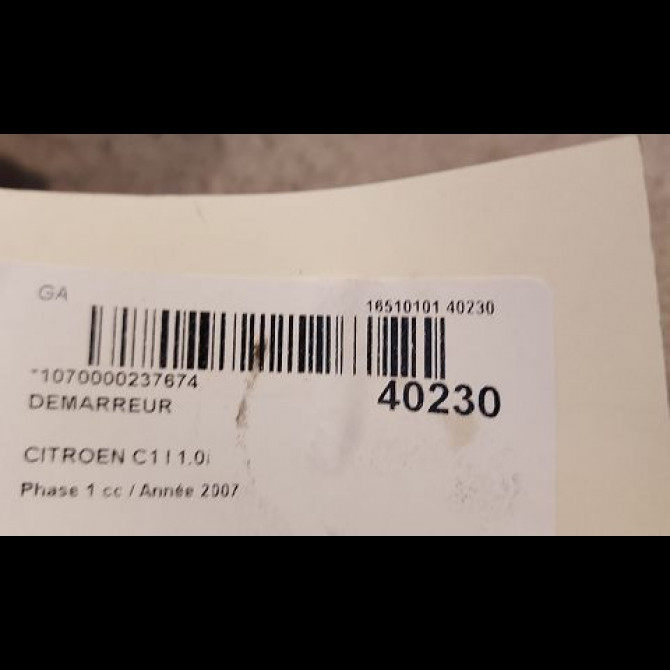 GA
16510101 40230
*1070000237674
40230
DEMARREUR
CITROEN C1 I 1.0i
Phase 1 cc / Année 2007